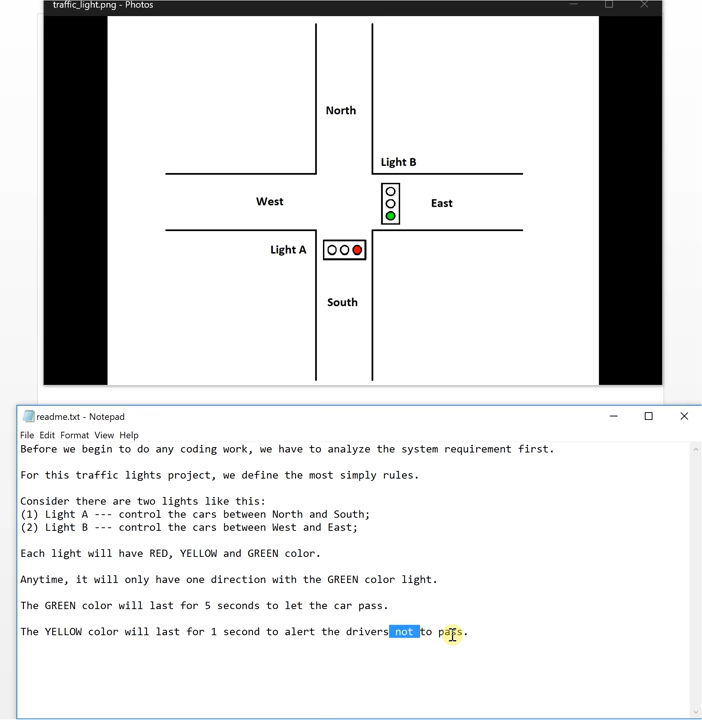 traffic_light.png - Photos
North
Light B
West
East
Light A
South
readme.txt - Notepad
File Edit Format View Help
Before we begin to do any coding work, we have to analyze the system requirement first.
For this traffic lights project, we define the most simply rules.
Consider there are two lights like this:
(1) Light A --- control the cars between North and South;
(2) Light B --- control the cars between West and East;
Each light will have RED, YELLOW and GREEN color.
Anytime, it will only have one direction with the GREEN color light.
The GREEN color will last for 5 seconds to let the car pass.
The YELLOW color will last for 1 second to alert the drivers not to pass.